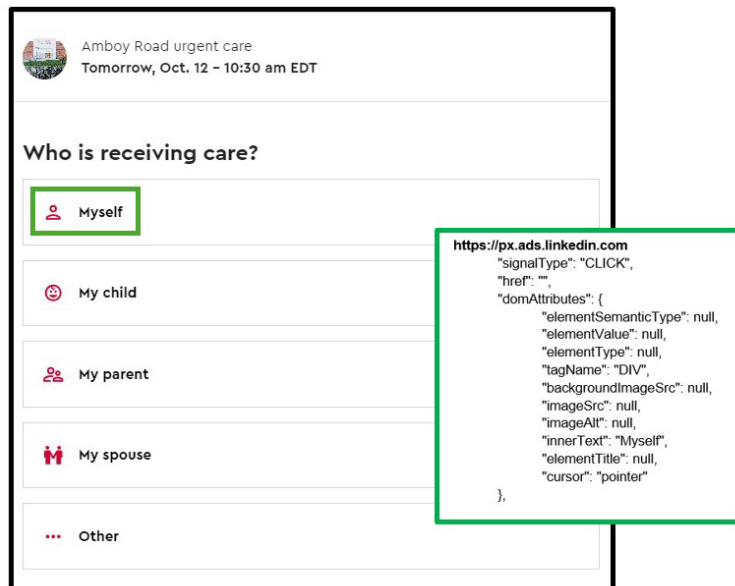 Amboy Road urgent care
Tomorrow, Oct. 12 – 10:30 am EDT
Who is receiving care?
Myself
My child
My parent
My spouse
Other
https://px.ads.linkedin.com
"signalType": "CLICK",
"href": "",
"domAttributes": {
"elementSemanticType": null,
"elementValue": null,
"elementType": null,
"tagName": "DIV",
"backgroundImageSrc": null,
"imageSrc": null,
"imageAlt": null,
"innerText": "Myself",
"elementTitle": null,
"cursor": "pointer"
},